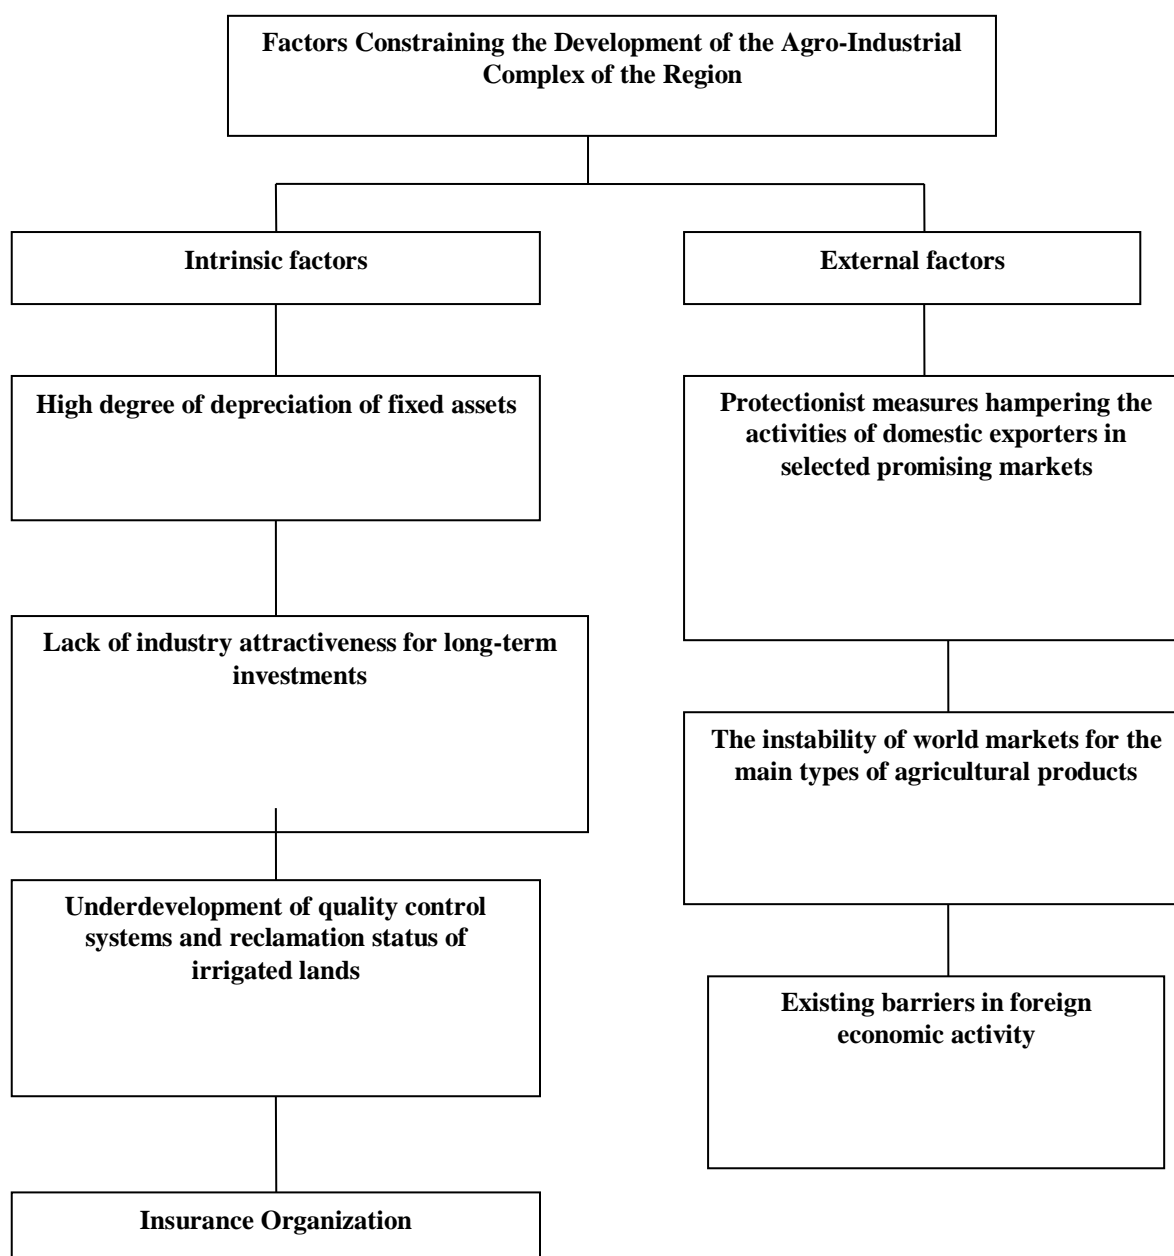 Factors Constraining the Development of the Agro-Industrial
Complex of the Region
Intrinsic factors
External factors
High degree of depreciation of fixed assets
Protectionist measures hampering the
activities of domestic exporters in
selected promising markets
Lack of industry attractiveness for long-term
investments
The instability of world markets for the
main types of agricultural products
Underdevelopment of quality control
systems and reclamation status of
irrigated lands
Existing barriers in foreign
economic activity
Insurance Organization